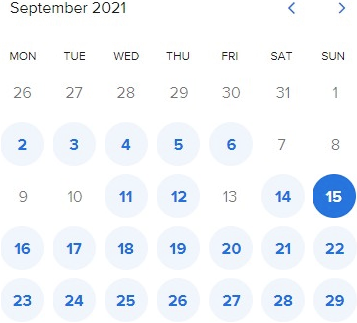 September 2021
MON TUE WED THU FRI SAT SUN
26 27 28 29 30 31 1
2 3 4 5 6 7 8
9 10 11 12 13 14 15
16 17 18 19 20 21 22
23 24 25 26 27 28 29